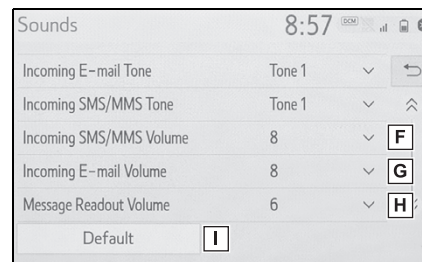 Sounds 8:57 DCM
Incoming E-mail Tone Tone 1
Incoming SMS/MMS Tone Tone 1
Incoming SMS/MMS Volume 8 F
Incoming E-mail Volume 8 G
Message Readout Volume 6 H
Default I